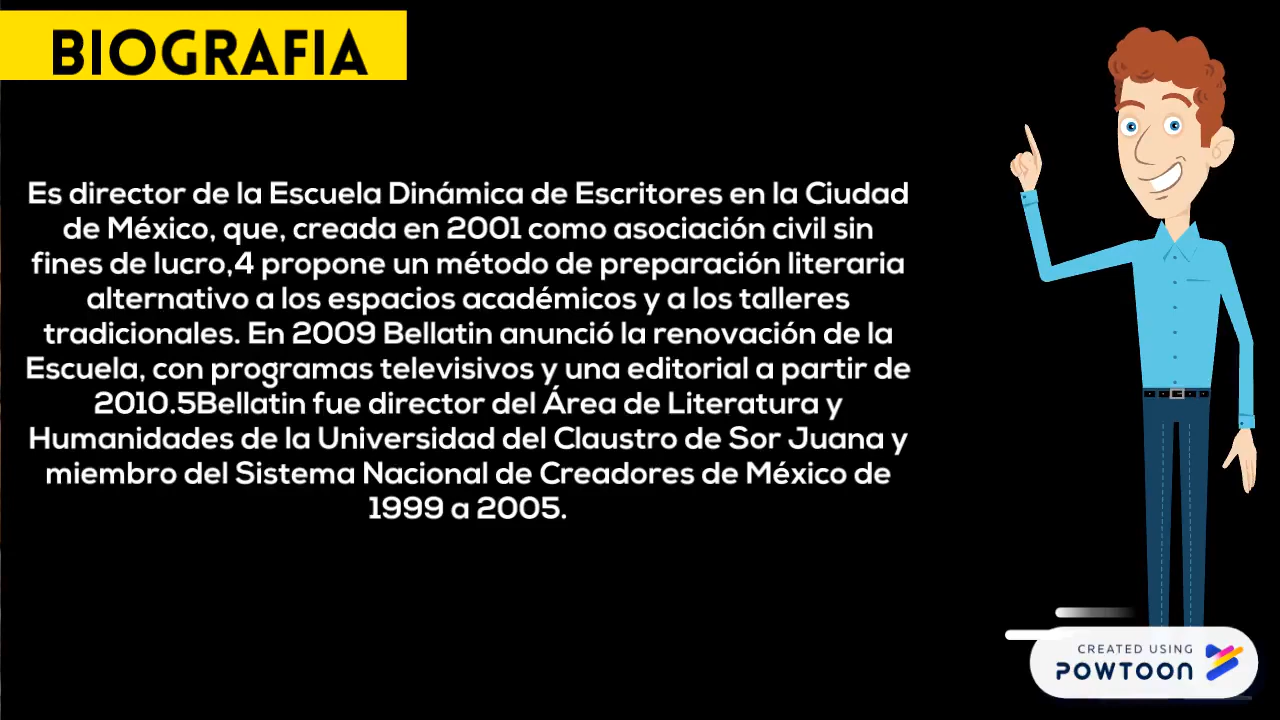 BIOGRAFIA
Es director de la Escuela Dinámica de Escritores en la Ciudad
de México, que, creada en 2001 como asociación civil sin
fines de lucro,4 propone un método de preparación literaria
alternativo a los espacios académicos y a los talleres
tradicionales. En 2009 Bellatin anunció la renovación de la
Escuela, con programas televisivos y una editorial a partir de
2010.5Bellatin fue director del Área de Literatura y
Humanidades de la Universidad del Claustro de Sor Juana y
miembro del Sistema Nacional de Creadores de México de
1999 a 2005.
CREATED USING
POWTOON